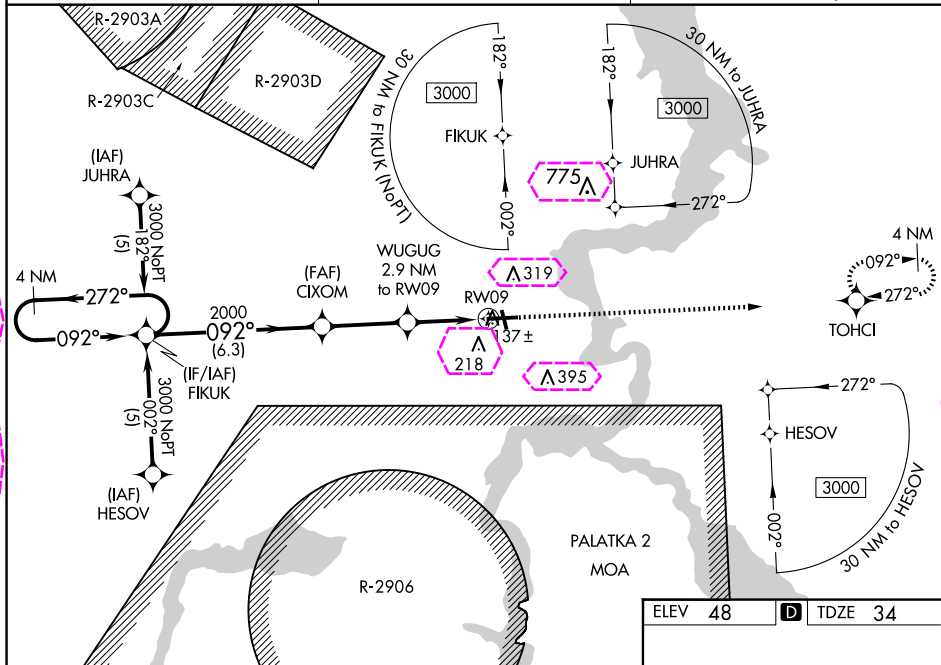 R-2903A
R-2903C
R-2903D
30 NM to FIKUK (NoPT)
3000
182°
FIKUK
002°
182°
30 NM to JUHRA
3000
JUHRA
272°
775
(IAF)
JUHRA
3000 NoPT
182°
(5)
4 NM
272°
092°
(IF/IAF)
FIKUK
3000 NoPT
002°
(5)
(IAF)
HESOV
2000
092°
(6.3)
(FAF)
CIXOM
WUGUG
2.9 NM
to RW09
319
RW09
137 ±
218
395
4 NM
092°
272°
TOHCI
272°
HESOV
3000
002°
30 NM to HESOV
PALATKA 2
MOA
R-2906
ELEV 48 D TDZE 34